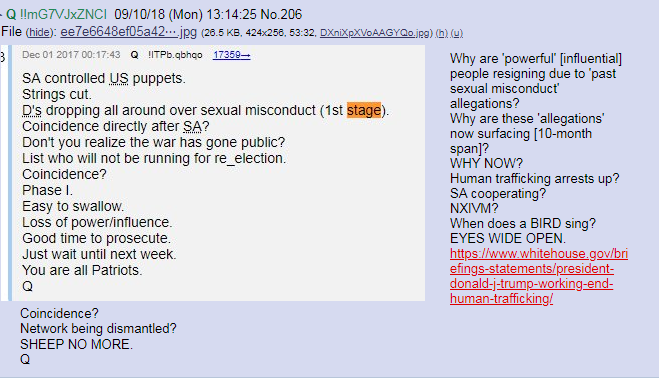 Q !!mG7VJxZNCI 09/10/18 (Mon) 13:14:25 No.206
File (hide): ee7e6648ef05a42⋯.jpg (26.5 KB, 424x256, 53:32, DXniXpXVoAAGYQo.jpg) (h) (u)
Dec 01 2017 00:17:43 Q !ITPb.qbhqo 17359→
SA controlled US puppets.
Strings cut.
D's dropping all around over sexual misconduct (1st stage).
Coincidence directly after SA?
Don't you realize the war has gone public?
List who will not be running for re_election.
Coincidence?
Phase I.
Easy to swallow.
Loss of power/influence.
Good time to prosecute.
Just wait until next week.
You are all Patriots.
Q
Why are 'powerful' [influential]
people resigning due to 'past
sexual misconduct'
allegations?
Why are these 'allegations'
now surfacing [10-month
span]?
WHY NOW?
Human trafficking arrests up?
SA cooperating?
NXIVM?
When does a BIRD sing?
EYES WIDE OPEN.
https://www.whitehouse.gov/bri
efings-statements/president-
donald-j-trump-working-end-
human-trafficking/
Coincidence?
Network being dismantled?
SHEEP NO MORE.
Q